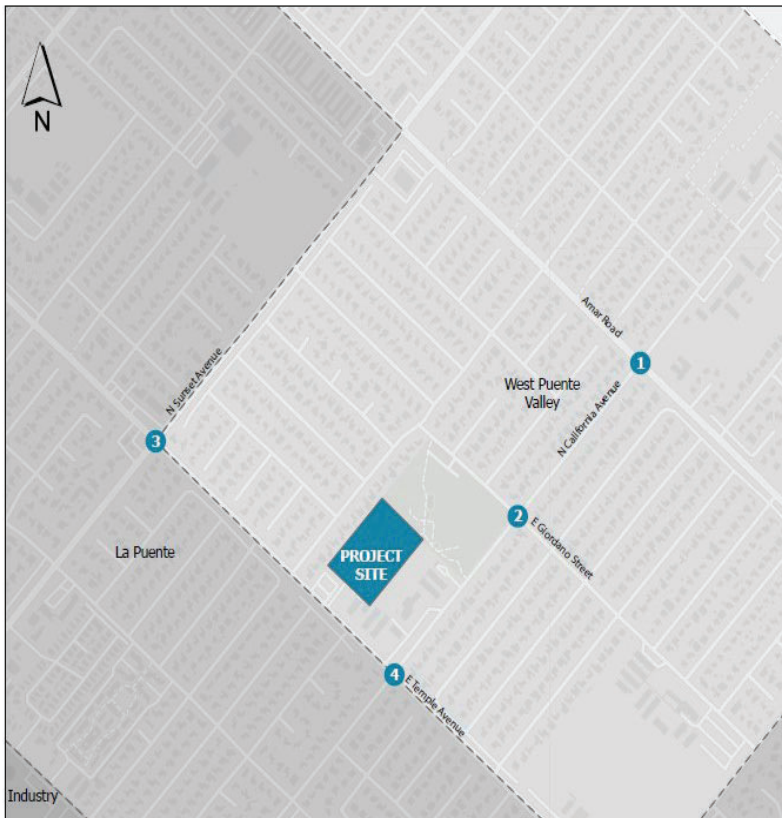 N
Amar Road
1
West Puente
Valley
N California Avenue
N Sunset Avenue
3
2
E Giordano Street
La Puente
PROJECT
SITE
4
E Temple Avenue
Industry